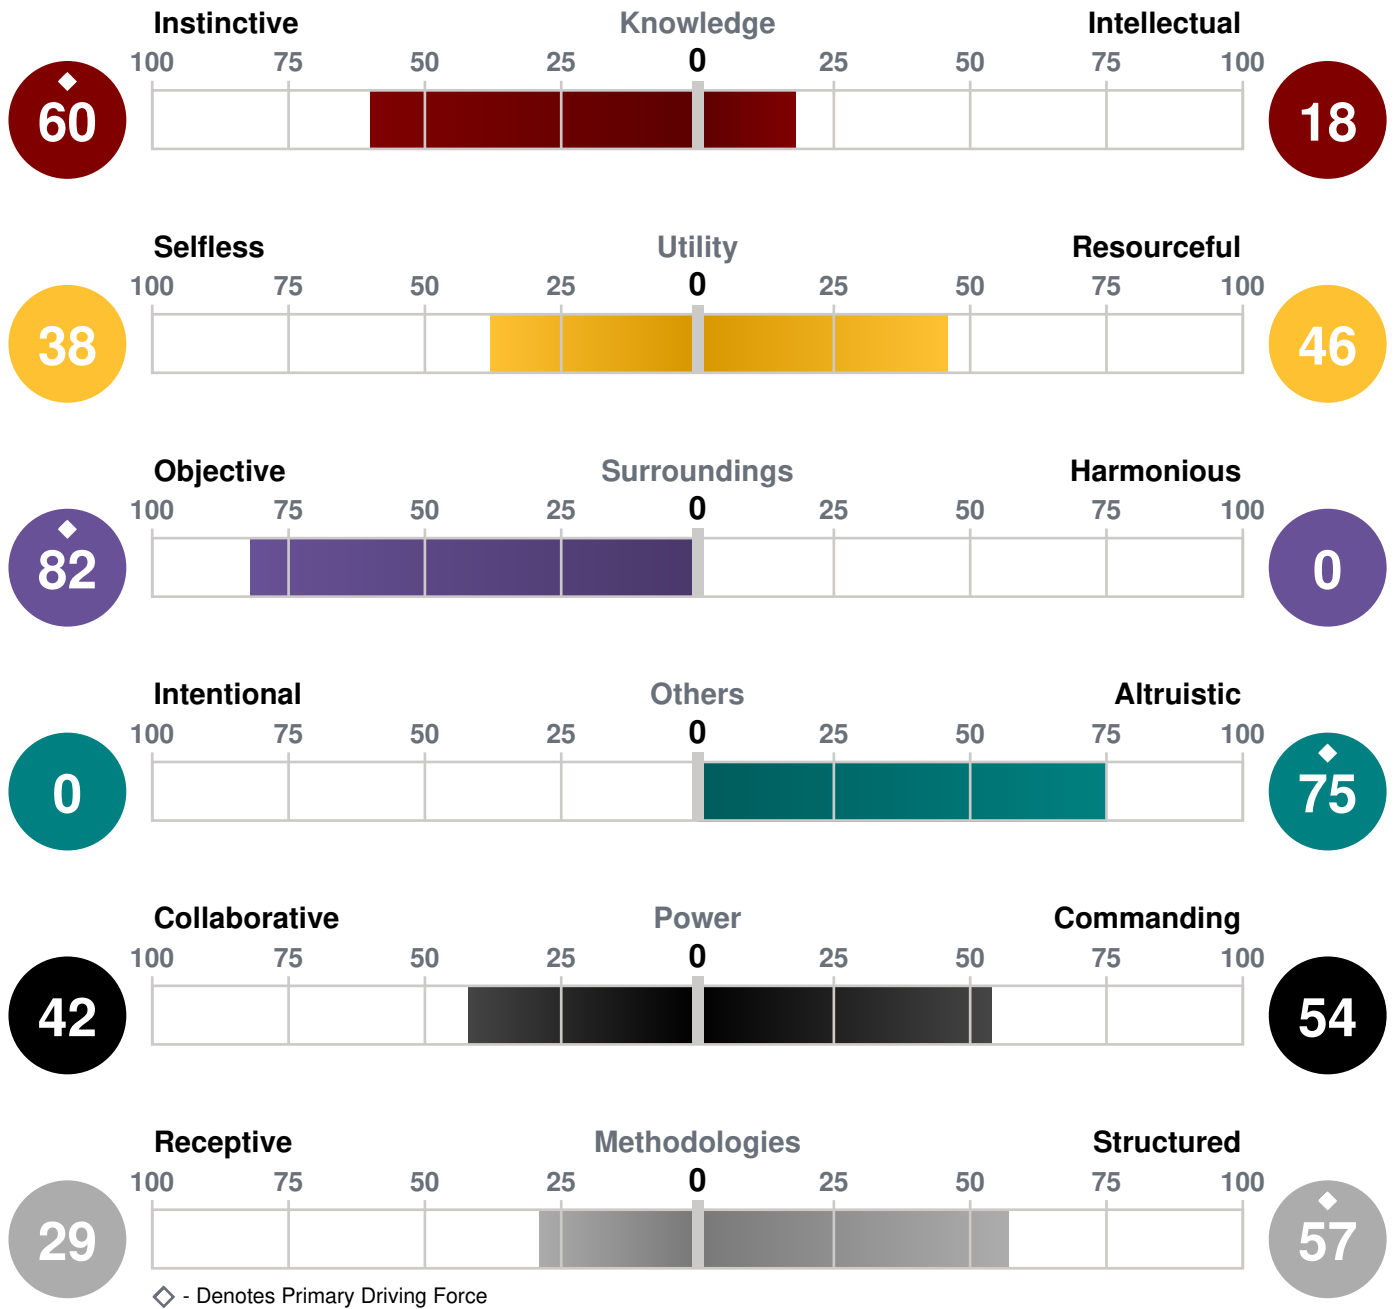 Instinctive Knowledge Intellectual
100 75 50 25 0 25 50 75 100
60 18
Selfless Utility Resourceful
100 75 50 25 0 25 50 75 100
38 46
Objective Surroundings Harmonious
100 75 50 25 0 25 50 75 100
82 0
Intentional Others Altruistic
100 75 50 25 0 25 50 75 100
0 75
Collaborative Power Commanding
100 75 50 25 0 25 50 75 100
42 54
Receptive Methodologies Structured
100 75 50 25 0 25 50 75 100
29 57
- Denotes Primary Driving Force